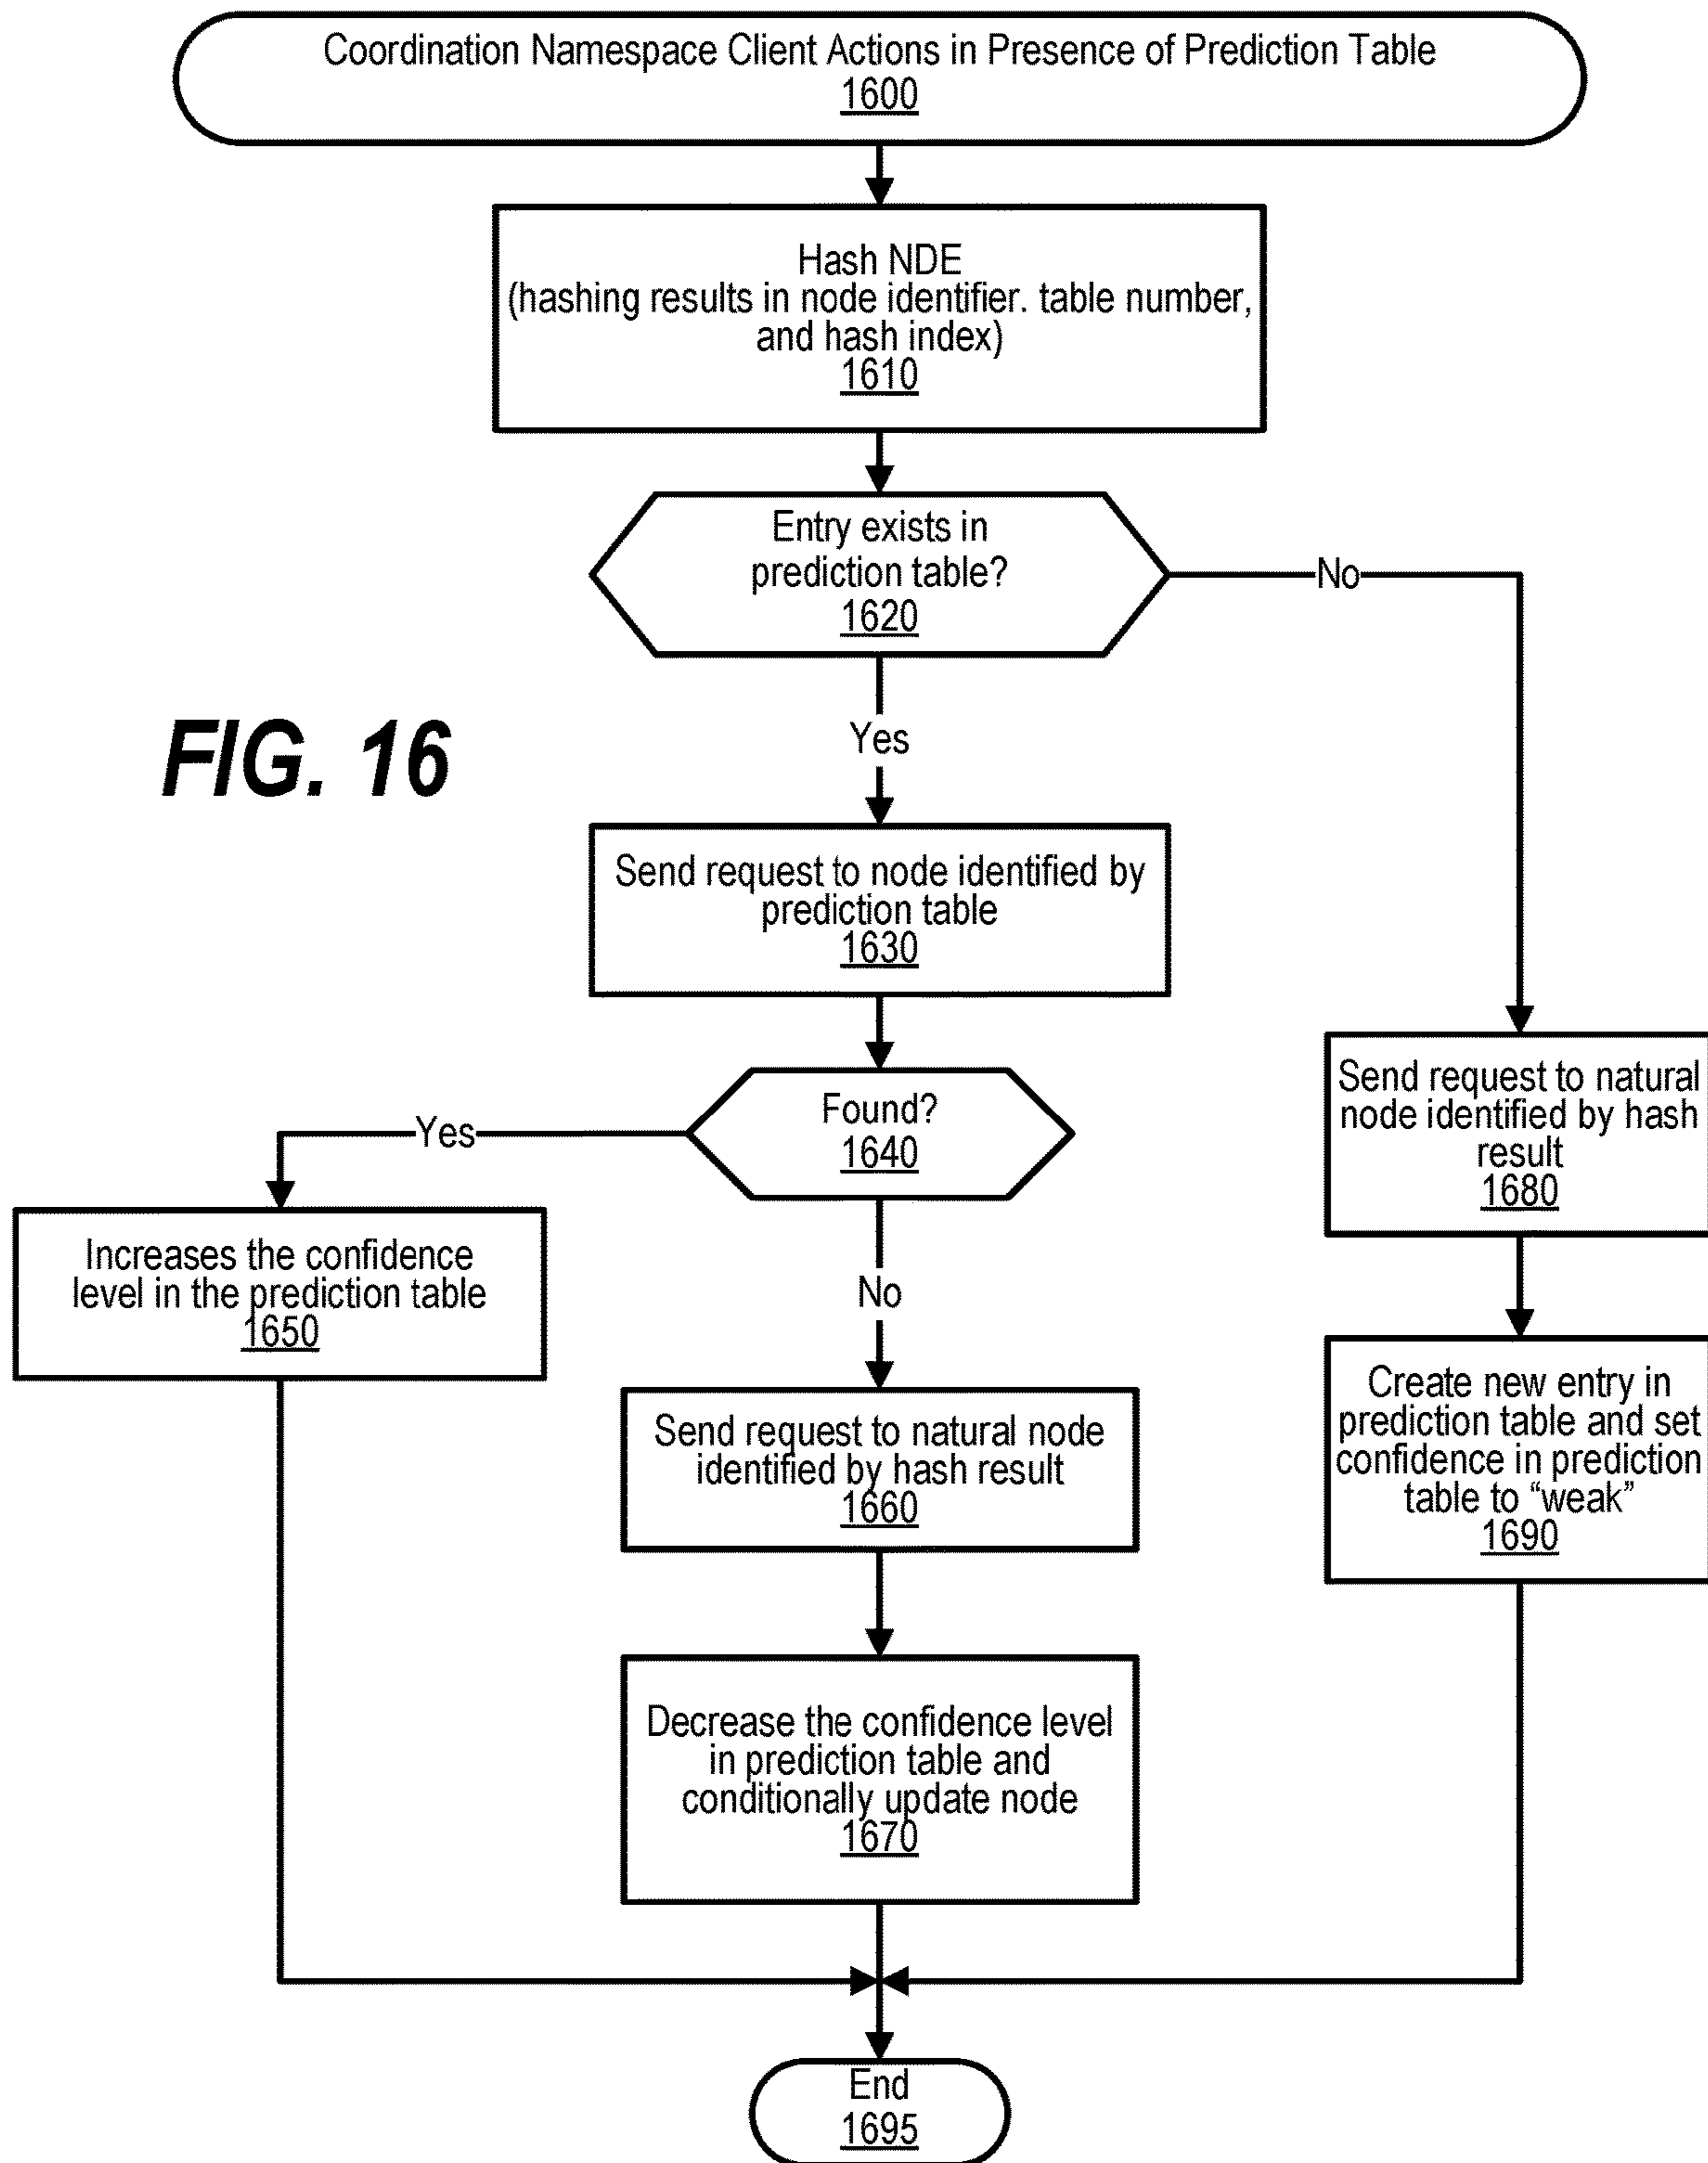 Coordination Namespace Client Actions in Presence of Prediction Table
1600
Hash NDE
(hashing results in node identifier. table number,
and hash index)
1610
Entry exists in
prediction table?
1620
No
Yes
FIG. 16
Send request to node identified by
prediction table
1630
Found?
1640
Yes
No
Send request to natural
node identified by hash
result
1680
Increases the confidence
level in the prediction table
1650
Send request to natural node
identified by hash result
1660
Create new entry in
prediction table and set
confidence in prediction
table to “weak”
1690
Decrease the confidence level
in prediction table and
conditionally update node
1670
End
1695